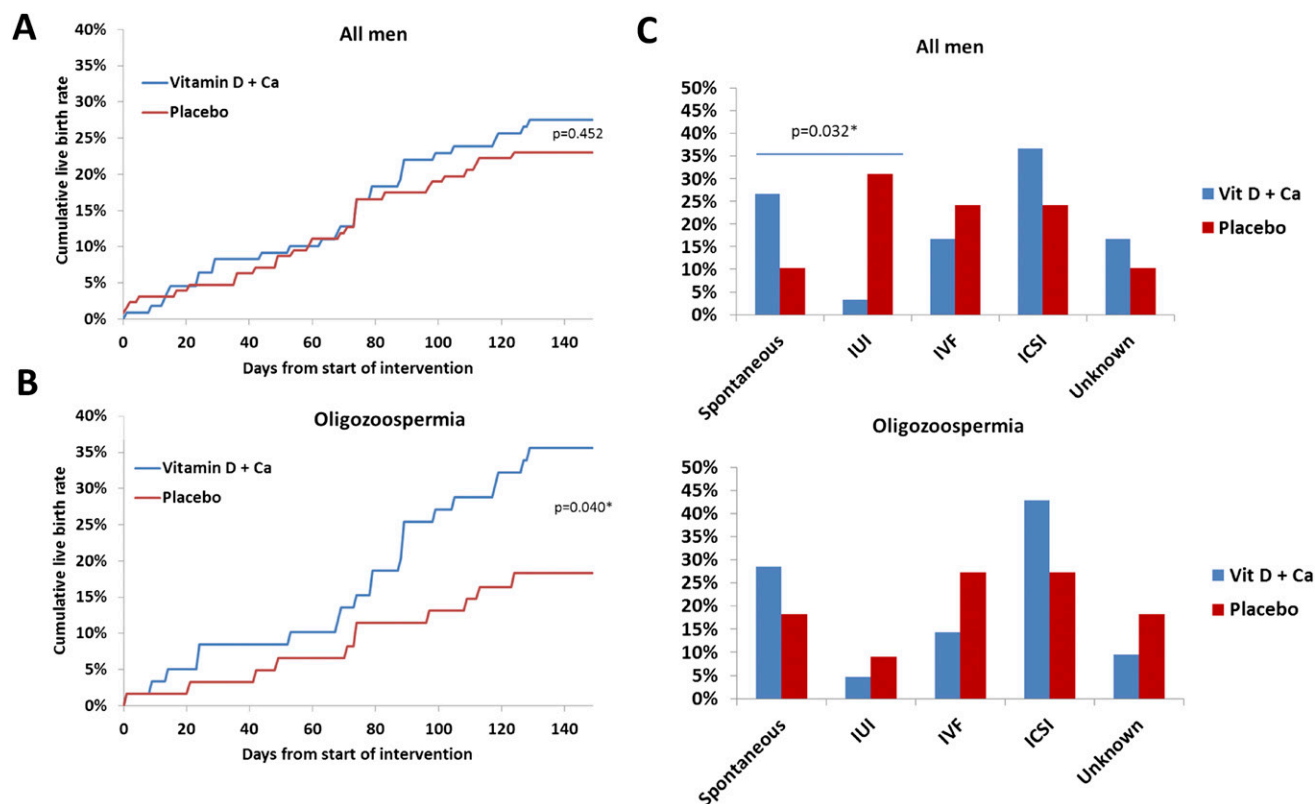 A
All men
40%
35%
30%
25%
20%
15%
10%
5%
0%
Cumulative live birth rate
Vitamin D + Ca
Placebo
p=0.452
0 20 40 60 80 100 120 140
Days from start of intervention
B
Oligozoospermia
40%
35%
30%
25%
20%
15%
10%
5%
0%
Cumulative live birth rate
Vitamin D + Ca
Placebo
p=0.040*
0 20 40 60 80 100 120 140
Days from start of intervention
C
All men
50%
45%
40%
35%
30%
25%
20%
15%
10%
5%
0%
p=0.032*
Vit D + Ca
Placebo
Spontaneous
IUI
IVF
ICSI
Unknown
Oligozoospermia
50%
45%
40%
35%
30%
25%
20%
15%
10%
5%
0%
Vit D + Ca
Placebo
Spontaneous
IUI
IVF
ICSI
Unknown